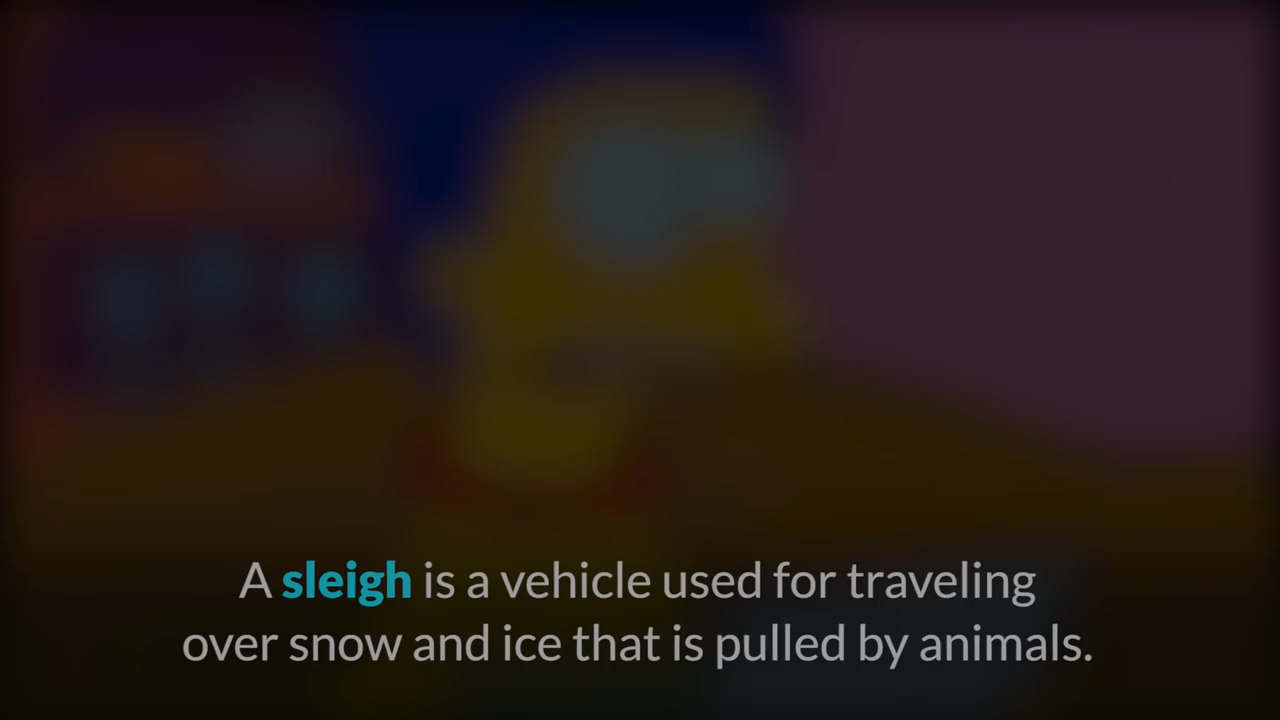 A sleigh is a vehicle used for traveling
over snow and ice that is pulled by animals.